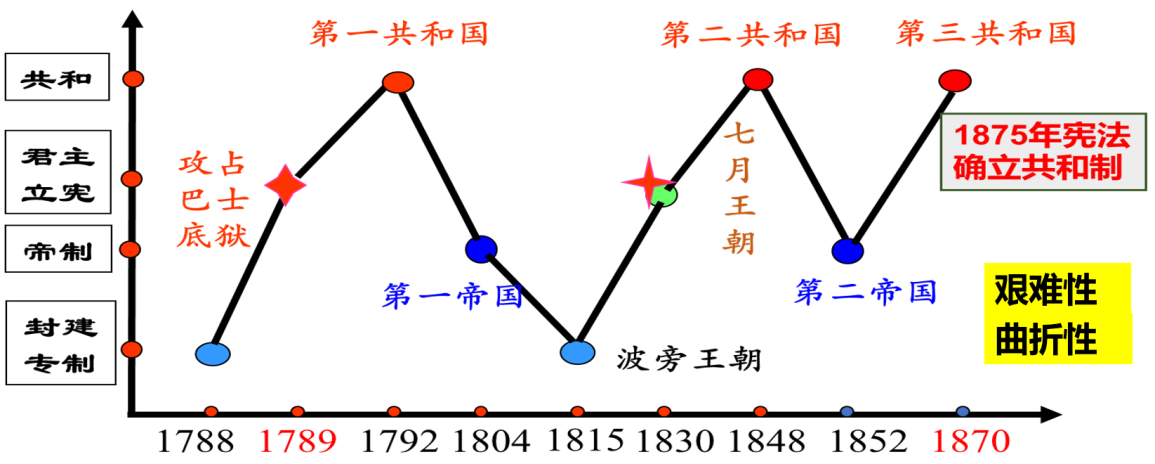 第一共和国
第二共和国
第三共和国
共和
君主
立宪
帝制
封建
专制
攻占
巴士
底狱
七
月
王
朝
1875年宪法
确立共和制
第一帝国
第二帝国
波旁王朝
艰难性
曲折性
1788 1789 1792 1804 1815 1830 1848 1852 1870